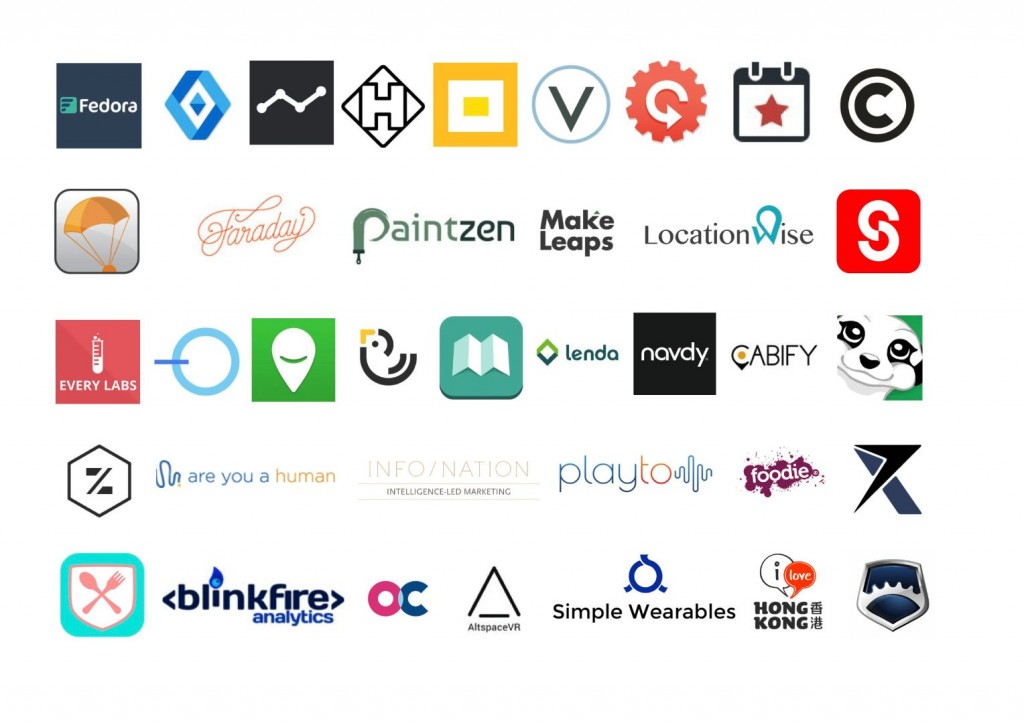 Fedora
H
V
C
Faraday
Paintzen
Make
Leaps
LocationWise
S
EVERY LABS
lenda
navdy
CABIFY
Z
are you a human
INFO/NATION
INTELLIGENCE-LED MARKETING
playto
foodie
<blinkfire>
analytics
OC
AltspaceVR
Simple Wearables
i love
HONG 香
KONG 港